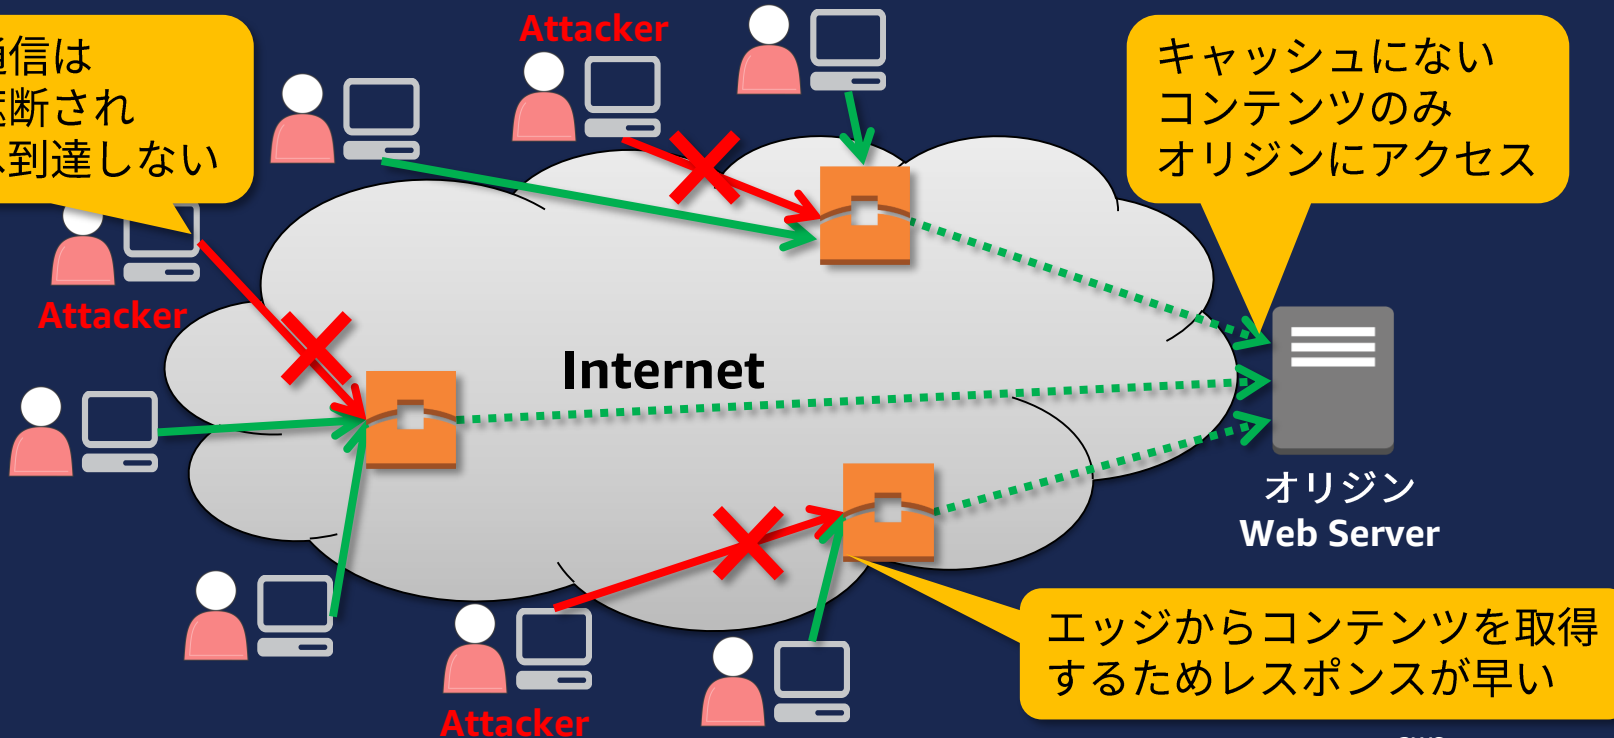 Attacker
通信は
遮断され
到達しない
キャッシュにない
コンテンツのみ
オリジンにアクセス
Attacker
Internet
オリジン
Web Server
エッジからコンテンツを取得
するためレスポンスが早い
Attacker